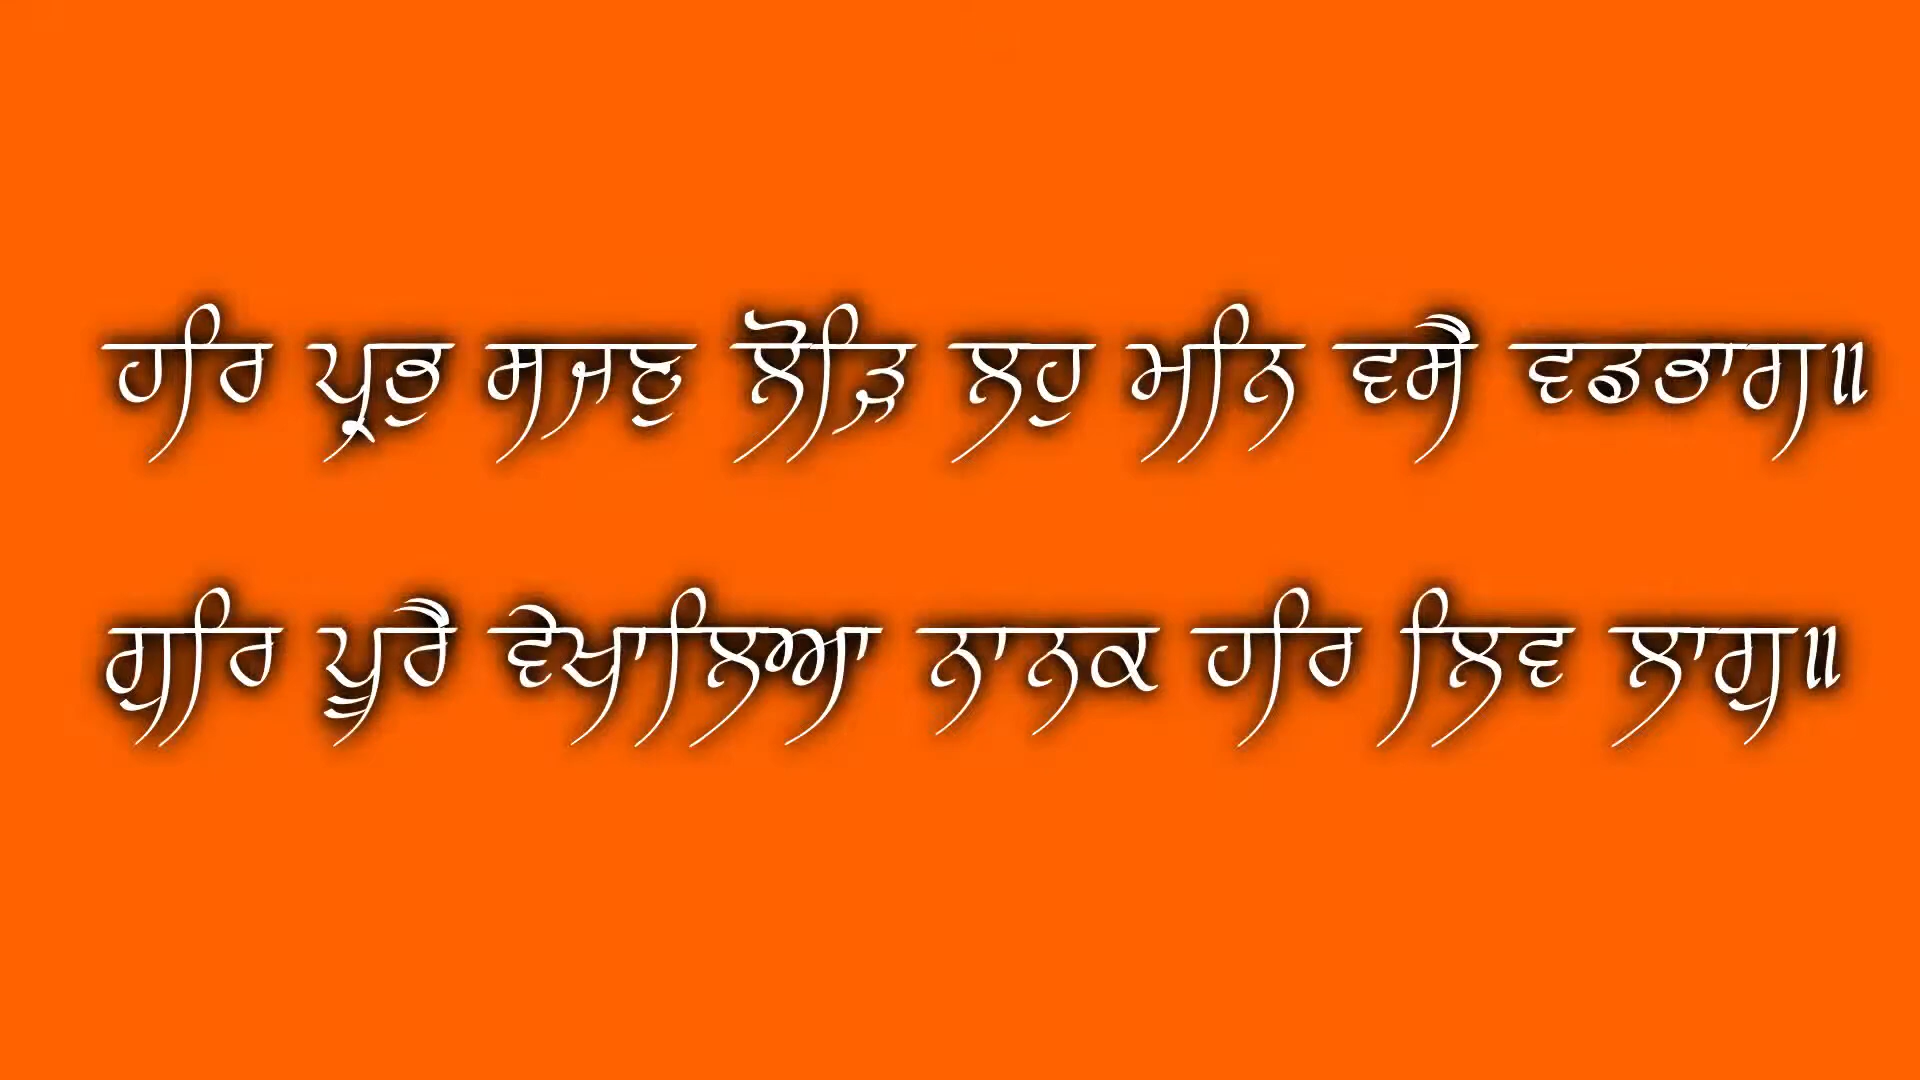 ਹਰਿ ਪ੍ਰਭੁ ਸਜਣੁ ਲੋੜਿ ਲਹੁ ਮਨਿ ਵਸੈ ਵਡਭਾਗ॥
ਗੁਰਿ ਪੂਰੈ ਵੇਖਾਲਿਆ ਨਾਨਕ ਹਰਿ ਲਿਵ ਲਾਗੁ॥